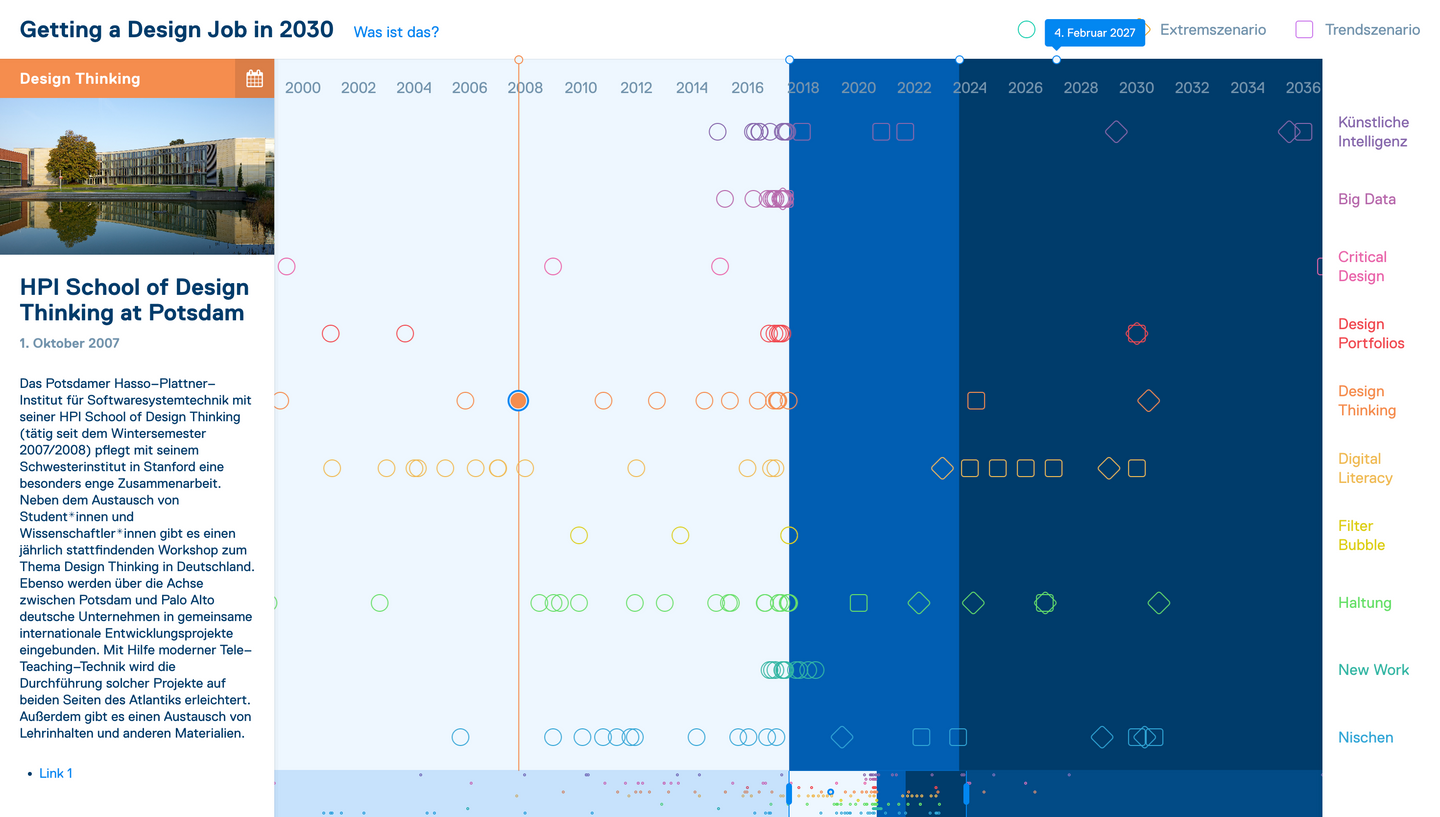 Getting a Design Job in 2030
Was ist das?
4. Februar 2027
Extremszenario
Trendszenario
Design Thinking
HPI School of Design
Thinking at Potsdam
1. Oktober 2007
Das Potsdamer Hasso–Plattner–
Institut für Softwaresystemtechnik mit
seiner HPI School of Design Thinking
(tätig seit dem Wintersemester
2007/2008) pflegt mit seinem
Schwesterinstitut in Stanford eine
besonders enge Zusammenarbeit.
Neben dem Austausch von
Student*innen und
Wissenschaftler*innen gibt es einen
jährlich stattfindenden Workshop zum
Thema Design Thinking in Deutschland.
Ebenso werden über die Achse
zwischen Potsdam und Palo Alto
deutsche Unternehmen in gemeinsame
internationale Entwicklungsprojekte
eingebunden. Mit Hilfe moderner Tele–
Teaching–Technik wird die
Durchführung solcher Projekte auf
beiden Seiten des Atlantiks erleichtert.
Außerdem gibt es einen Austausch von
Lehrinhalten und anderen Materialien.
• Link 1
2000 2002 2004 2006 2008 2010 2012 2014 2016 2018 2020 2022 2024 2026 2028 2030 2032 2034 2036
Künstliche
Intelligenz
Big Data
Critical
Design
Design
Portfolios
Design
Thinking
Digital
Literacy
Filter
Bubble
Haltung
New Work
Nischen